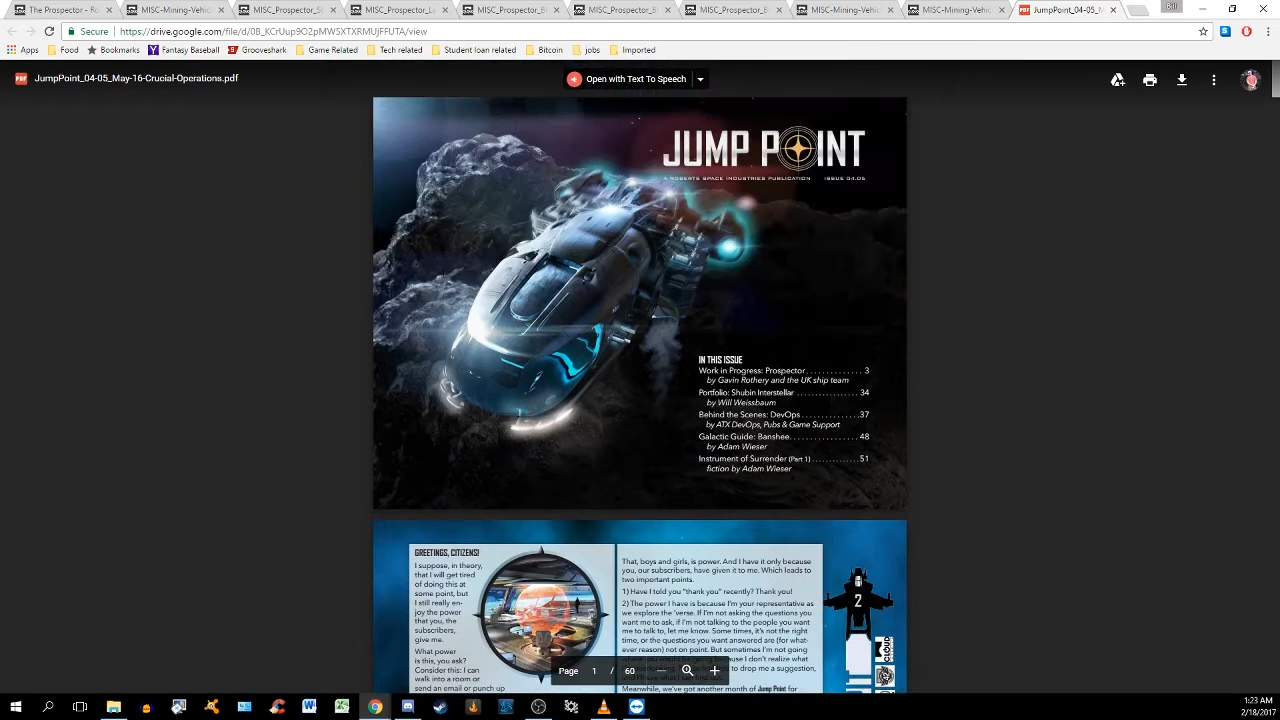 The Prospector - Ro
MISC-Mining-Vehic
MISC_Prospector_S
MISC_Prospector_La
MISC_Prospector_B
MISC_Prospector_B
MISC_Prospector_B
MISC-Mining-Vehic
MISC-Mining-Vehic
JumpPoint_04-05_M
Bill
Secure
https://drive.google.com/file/d/0B_KCrUup9O2pMW5XTXRMUjFFUTA/view
Apps
Food
Bookmarks
Fantasy Baseball
Grooveshark
Game Related
Tech related
Student loan related
Bitcoin
jobs
Imported
PDF
JumpPoint_04-05_May-16-Crucial-Operations.pdf
Open with Text To Speech
JUMP POINT
A ROBERTS SPACE INDUSTRIES PUBLICATION ISSUE 04.05
IN THIS ISSUE
Work in Progress: Prospector . . . . . . . . . . . . . . 3
by Gavin Rothery and the UK ship team
Portfolio: Shubin Interstellar . . . . . . . . . . . . . . . . 34
by Will Weissbaum
Behind the Scenes: DevOps . . . . . . . . . . . . . 37
by ATX DevOps, Pubs & Game Support
Galactic Guide: Banshee. . . . . . . . . . . . . . . . . 48
by Adam Wieser
Instrument of Surrender (Part 1) . . . . . . . . . . . . 51
fiction by Adam Wieser
GREETINGS, CITIZENS!
I suppose, in theory,
that I will get tired
of doing this at
some point, but
I still really en-
joy the power
that you, the
subscribers,
give me.
What power
is this, you ask?
Consider this: I can
walk into a room or
send an email or punch up
That, boys and girls, is power. And I have it only because
you, our subscribers, have given it to me. Which leads to
two important points.
1) Have I told you "thank you" recently? Thank you!
2) The power I have is because I'm your representative as
we explore the 'verse. If I'm not asking the questions you
want me to ask, if I'm not talking to the people you want
me to talk to, let me know. Some times, it's not the right
time, or the questions you want answered are (for what-
ever reason) not on point. But sometimes I'm not going
because I don't realize what
to drop me a suggestion,
Meanwhile, we've got another month of Jump Point for
2
CLOUD
Page 1 / 60
1:23 AM
2/18/2017